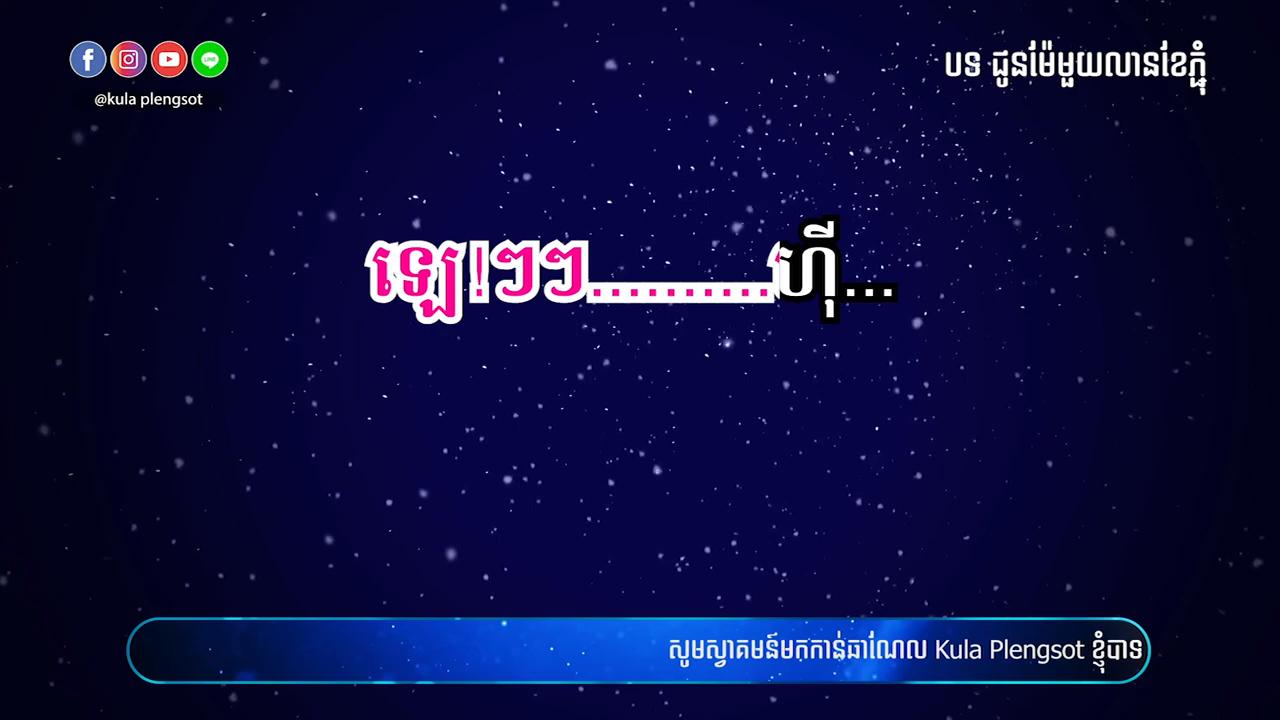 បទ ជូនម៉ែមួយលានខែភ្ជុំ
@kula plengsot
ឡេ!ៗៗ..........ហ៊ី...
សូមស្វាគមន៍មកកាន់ឆាណែល Kula Plengsot ខ្ញុំបាទ